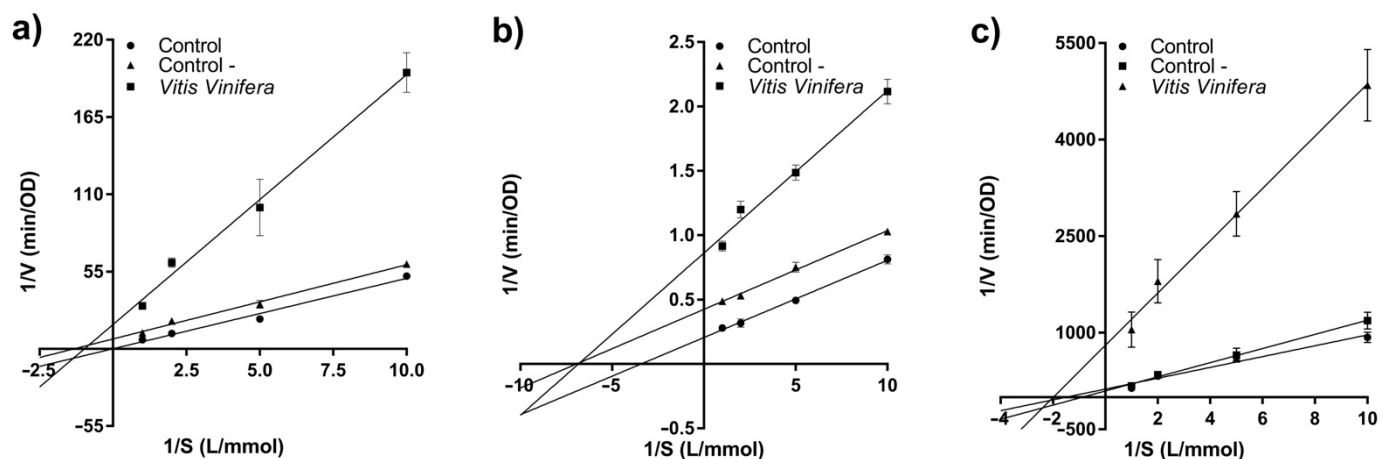 a)
Control
Control -
Vitis Vinifera
220
165
110
55
-55
-2.5
2.5
5.0
7.5
10.0
1/V (min/OD)
1/S (L/mmol)
b)
Control
Control -
Vitis Vinifera
2.5
2.0
1.5
1.0
0.5
-0.5
-10
-5
5
10
1/V (min/OD)
1/S (L/mmol)
c)
Control
Control -
Vitis Vinifera
5500
4000
2500
1000
-500
-4
-2
2
4
6
8
10
1/V (min/OD)
1/S (L/mmol)